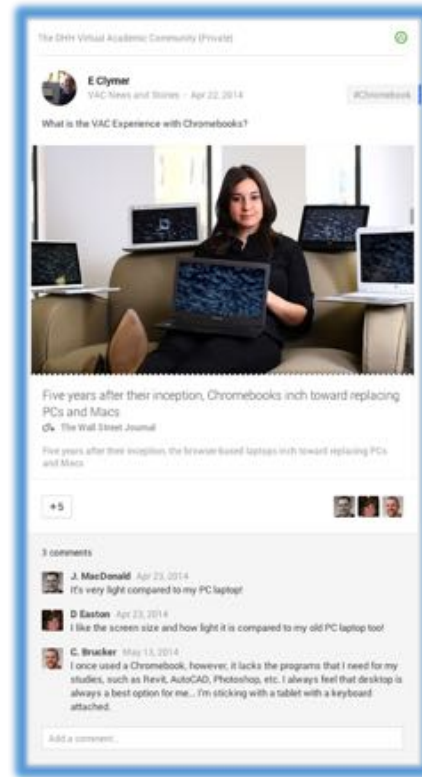 The DHH Virtual Academic Community (Private)
E Clymer
VAC News and Stories - Apr 22, 2014
#Chromebook
What is the VAC Experience with Chromebooks?
Five years after their inception, Chromebooks inch toward replacing
PCs and Macs
The Wall Street Journal
Five years after their inception, the browser-based laptops inch toward replacing PCs
and Macs
+5
3 comments
J. MacDonald Apr 23, 2014
It's very light compared to my PC laptop!
D Easton Apr 23, 2014
I like the screen size and how light it is compared to my old PC laptop too!
C. Brucker May 13, 2014
I once used a Chromebook, however, it lacks the programs that I need for my
studies, such as Revit, AutoCAD, Photoshop, etc. I always feel that desktop is
always a best option for me... I'm sticking with a tablet with a keyboard
attached.
Add a comment...